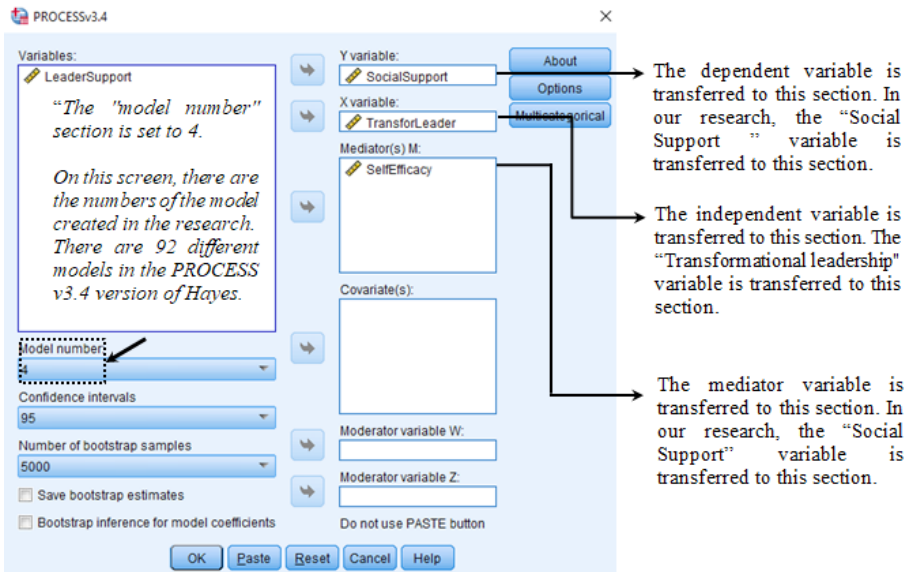 PROCESSv3.4
Variables:
LeaderSupport
“The "model number"
section is set to 4.
On this screen, there are
the numbers of the model
created in the research.
There are 92 different
models in the PROCESS
v3.4 version of Hayes.
Model number
4
Confidence intervals
95
Number of bootstrap samples
5000
Save bootstrap estimates
Bootstrap inference for model coefficients
Y variable:
SocialSupport
X variable:
TransforLeader
Mediator(s) M:
SelfEfficacy
Covariate(s):
Moderator variable W:
Moderator variable Z:
Do not use PASTE button
About
Options
Multicategorical
OK
Paste
Reset
Cancel
Help
The dependent variable is
transferred to this section. In
our research, the “Social
Support ” variable is
transferred to this section.
The independent variable is
transferred to this section. The
“Transformational leadership"
variable is transferred to this
section.
The mediator variable is
transferred to this section. In
our research, the “Social
Support” variable is
transferred to this section.